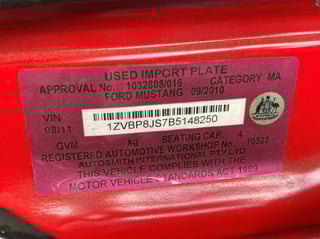 USED IMPORT PLATE
APPROVAL No. 1032808/016 CATEGORY MA
FORD MUSTANG 09/2010
VIN 1ZVBP8JS7B5148250
08/11
GVM kg SEATING CAP. 4
REGISTERED AUTOMOTIVE WORKSHOP No. 10328
AUTOSMITH INTERNATIONAL PTY LTD
THIS VEHICLE COMPLIES WITH THE
MOTOR VEHICLE STANDARDS ACT 1989